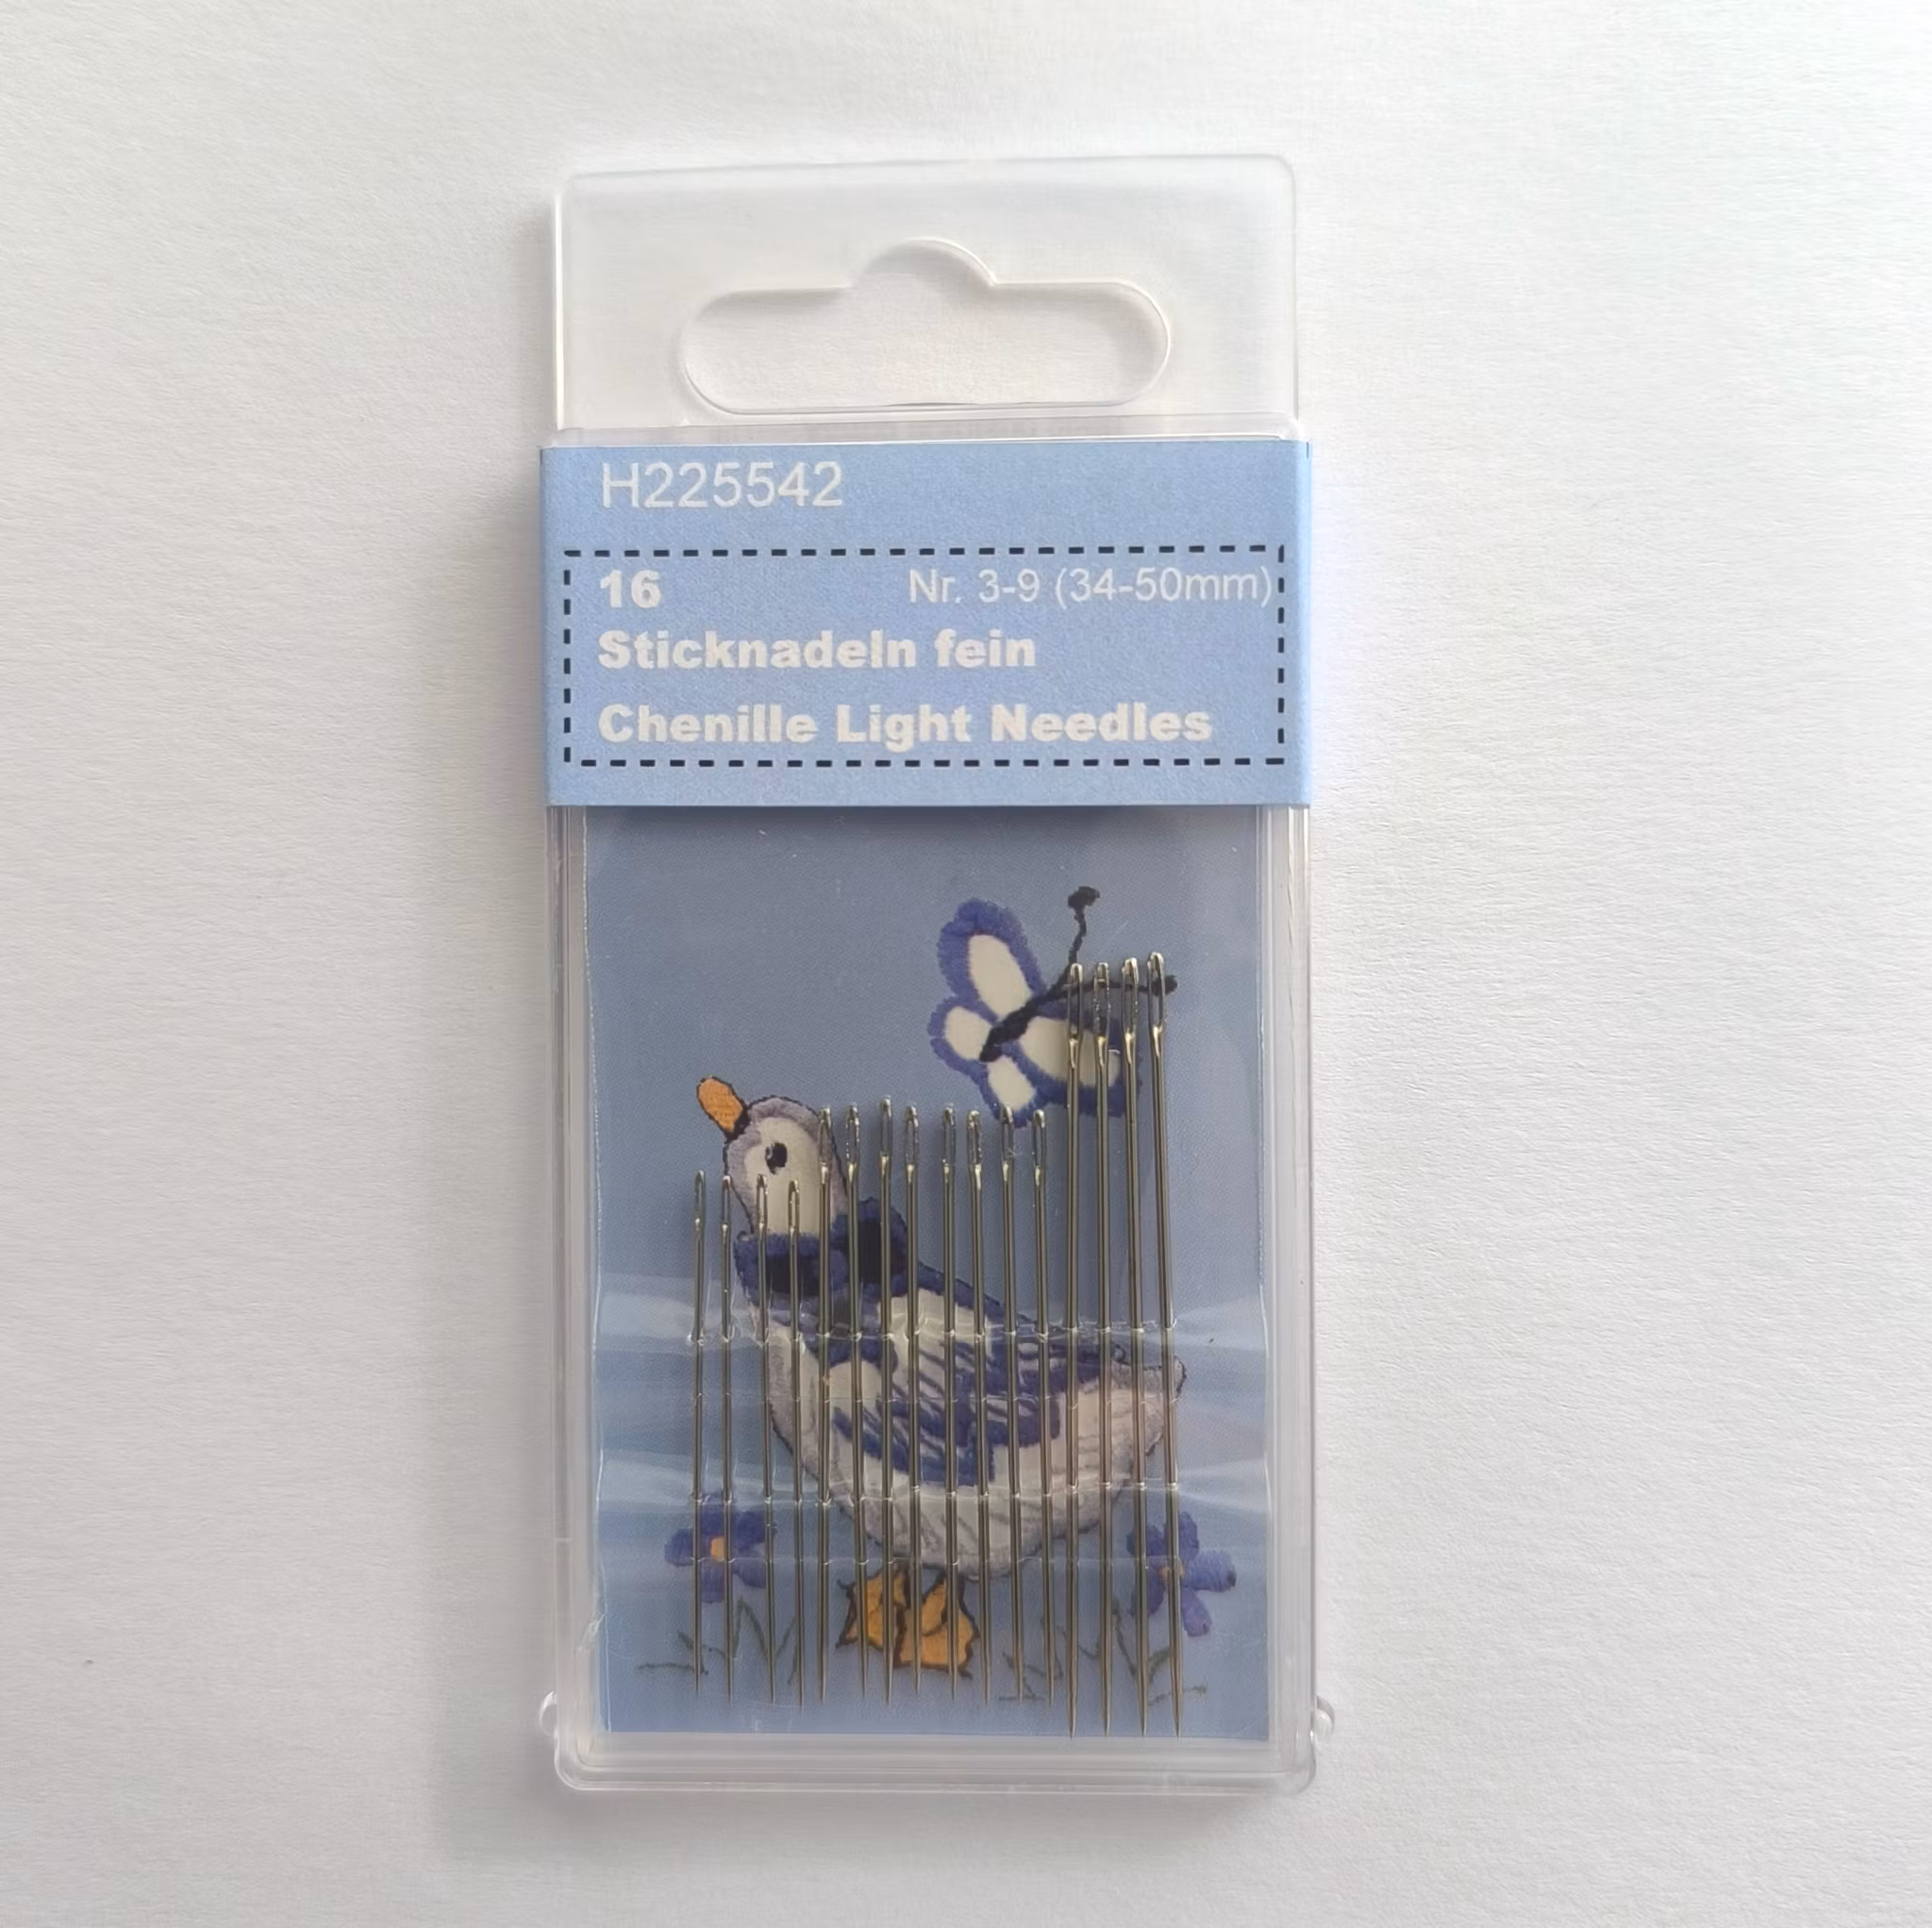 H225542
16 Nr. 3-9 (34-50mm)
Sticknadeln fein
Chenille Light Needles